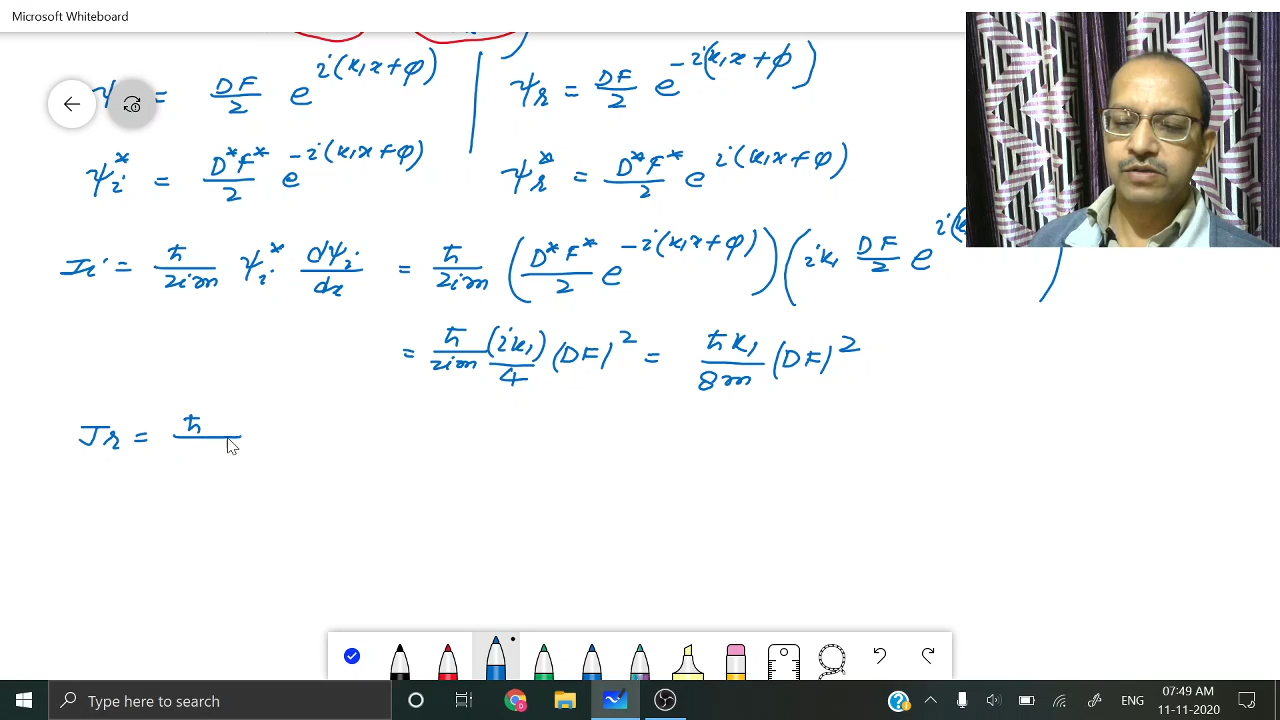 Microsoft Whiteboard
= DF/2 e^{i(k₁x+φ)} | ψr = DF/2 e^{-i(k₁x+φ)}
ψi* = D*F*/2 e^{-i(k₁x+φ)} ψr* = D*F*/2 e^{i(k₁x+φ)}
Ji = ħ/2im ψi* dψi/dx = ħ/2im (D*F*/2 e^{-i(k₁x+φ)}) (ik₁ DF/2 e^{i(
= ħ/2im (ik₁)/4 (DF)² = ħk₁/8m (DF)²
Jr = ħ
Type here to search
ENG
07:49 AM
11-11-2020